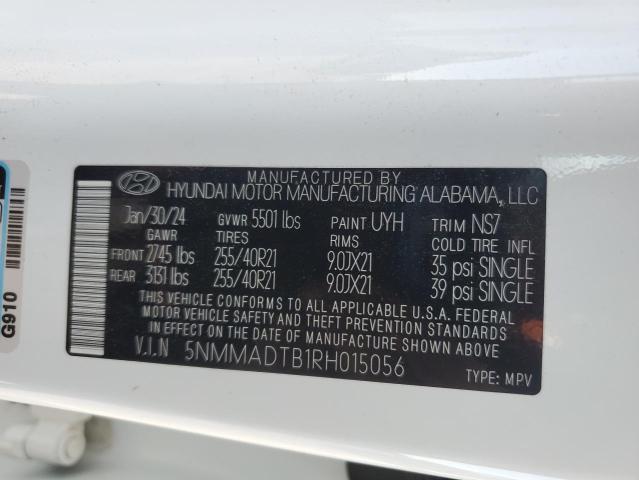 MANUFACTURED BY
HYUNDAI MOTOR MANUFACTURING ALABAMA, LLC
Jan/30/24 GVWR 5501 lbs PAINT UYH TRIM NS7
GAWR TIRES RIMS COLD TIRE INFL
FRONT 2745 lbs 255/40R21 9.0JX21 35 psi SINGLE
REAR 3131 lbs 255/40R21 9.0JX21 39 psi SINGLE
THIS VEHICLE CONFORMS TO ALL APPLICABLE U.S.A. FEDERAL
MOTOR VEHICLE SAFETY AND THEFT PREVENTION STANDARDS IN
EFFECT ON THE DATE OF MANUFACTURE SHOWN ABOVE
V.I.N 5NMMADTB1RH015056
TYPE: MPV
G910